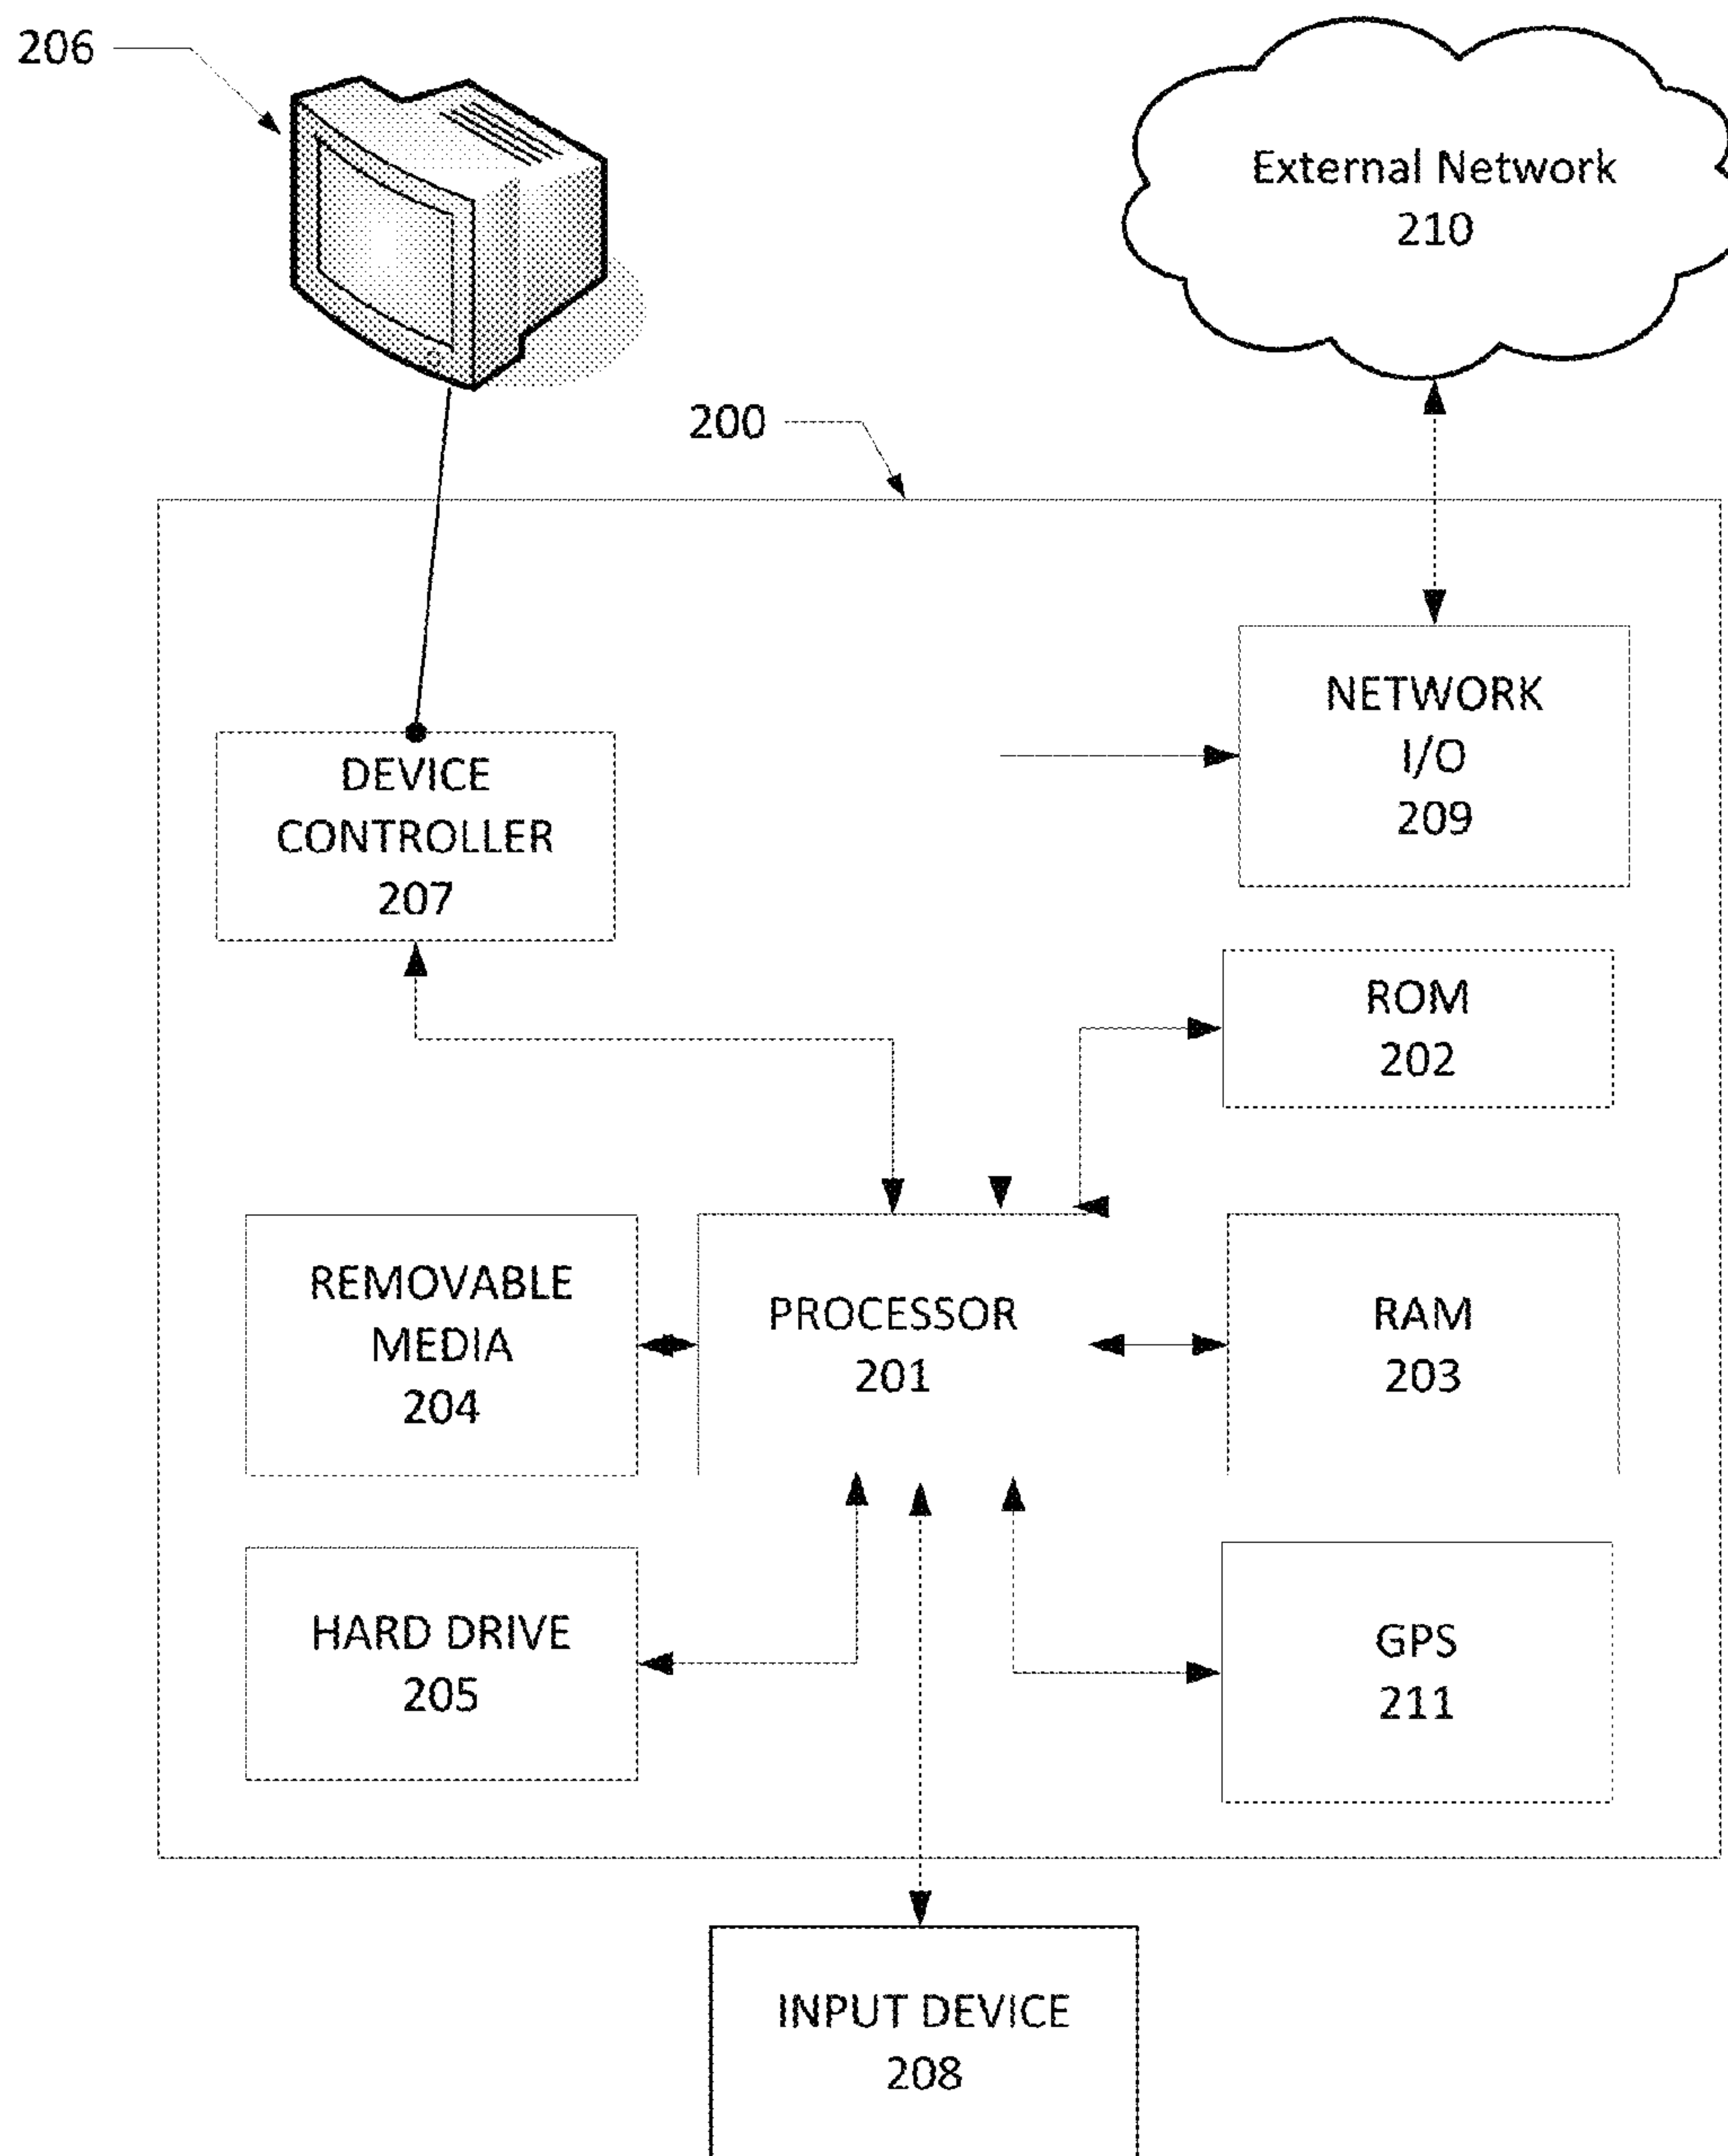 206
External Network
210
200
NETWORK
I/O
209
DEVICE
CONTROLLER
207
ROM
202
REMOVABLE
MEDIA
204
PROCESSOR
201
RAM
203
HARD DRIVE
205
GPS
211
INPUT DEVICE
208